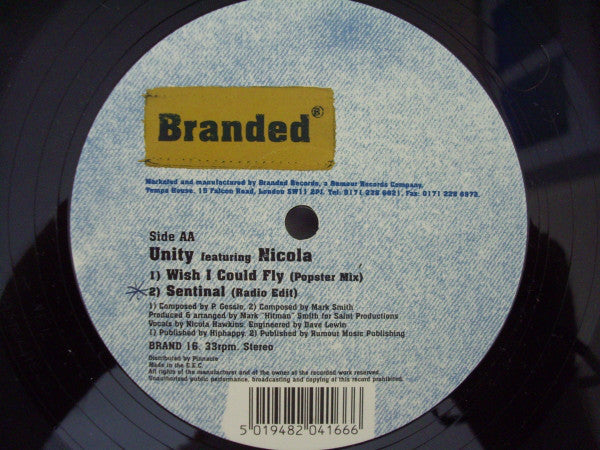 Branded®
Marketed and manufactured by Branded Records, a Rumour Records Company.
Tempo House, 15 Falcon Road, London SW11 2PJ. Tel: 0171 228 6821. Fax: 0171 228 6972.
Side AA
Unity featuring Nicola
1) Wish I Could Fly (Popster Mix)
2) Sentinal (Radio Edit)
1) Composed by P. Gessle, 2) Composed by Mark Smith
Produced & arranged by Mark "Hitman" Smith for Saint Productions
Vocals by Nicola Hawkins. Engineered by Dave Lewin
1) Published by Hiphappy. 2) Published by Rumour Music Publishing
BRAND 16. 33rpm. Stereo
Distributed by Pinnacle
Made in the E.E.C.
All rights of the manufacturer and of the owner of the recorded work reserved.
Unauthorised public performance, broadcasting and copying of this record prohibited.
5 019482 041666